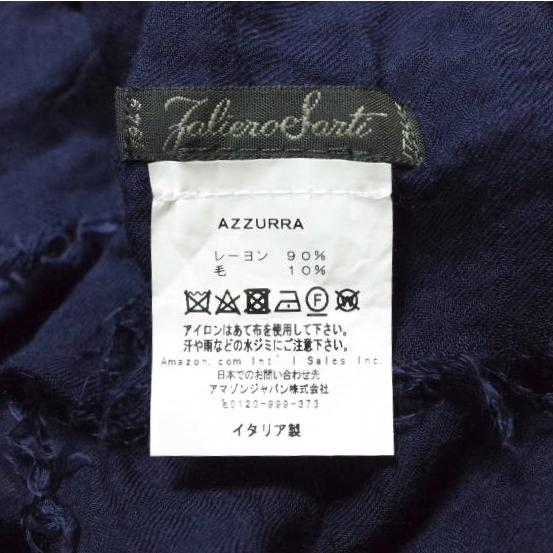 Faliero Sarti
AZZURRA
レーヨン 90%
毛 10%
F W
アイロンはあて布を使用して下さい。
汗や雨などの水ジミにご注意下さい
Amazon.com Int'l Sales Inc.
日本でのお問い合わせ先
アマゾンジャパン株式会社
℡0120-999-373
イタリア製